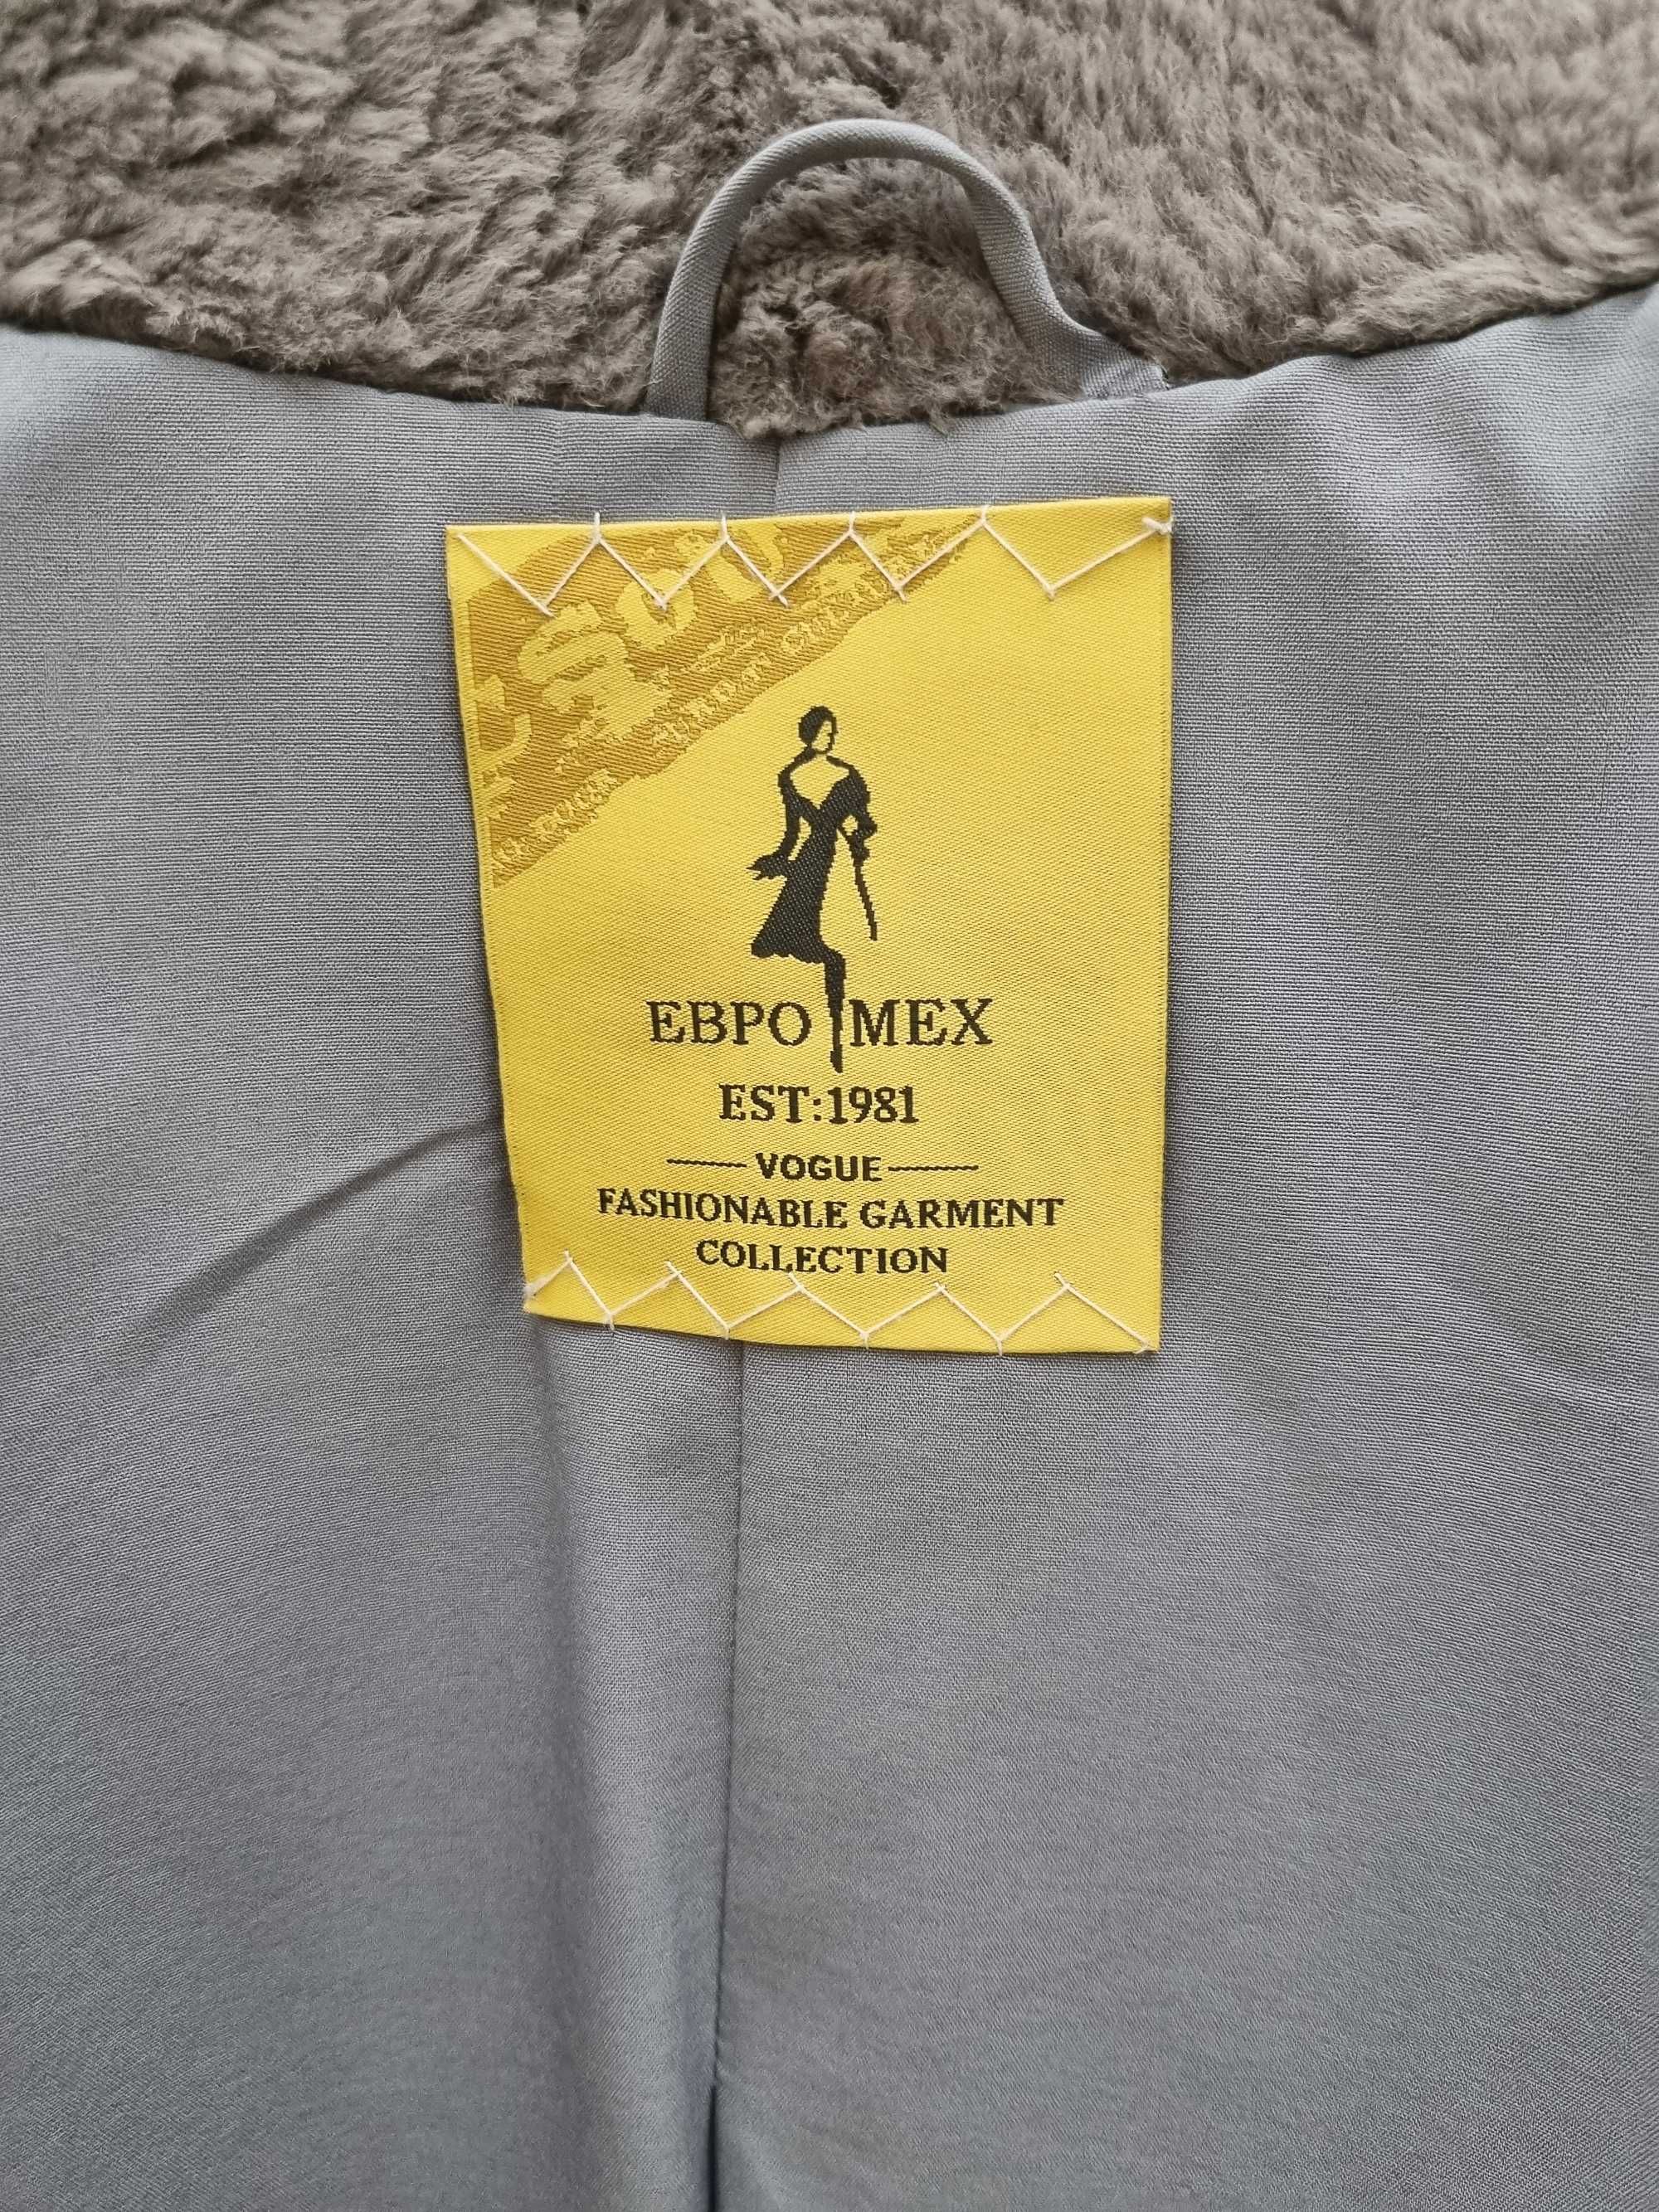 ЕВРО МЕХ
EST:1981
VOGUE
FASHIONABLE GARMENT
COLLECTION